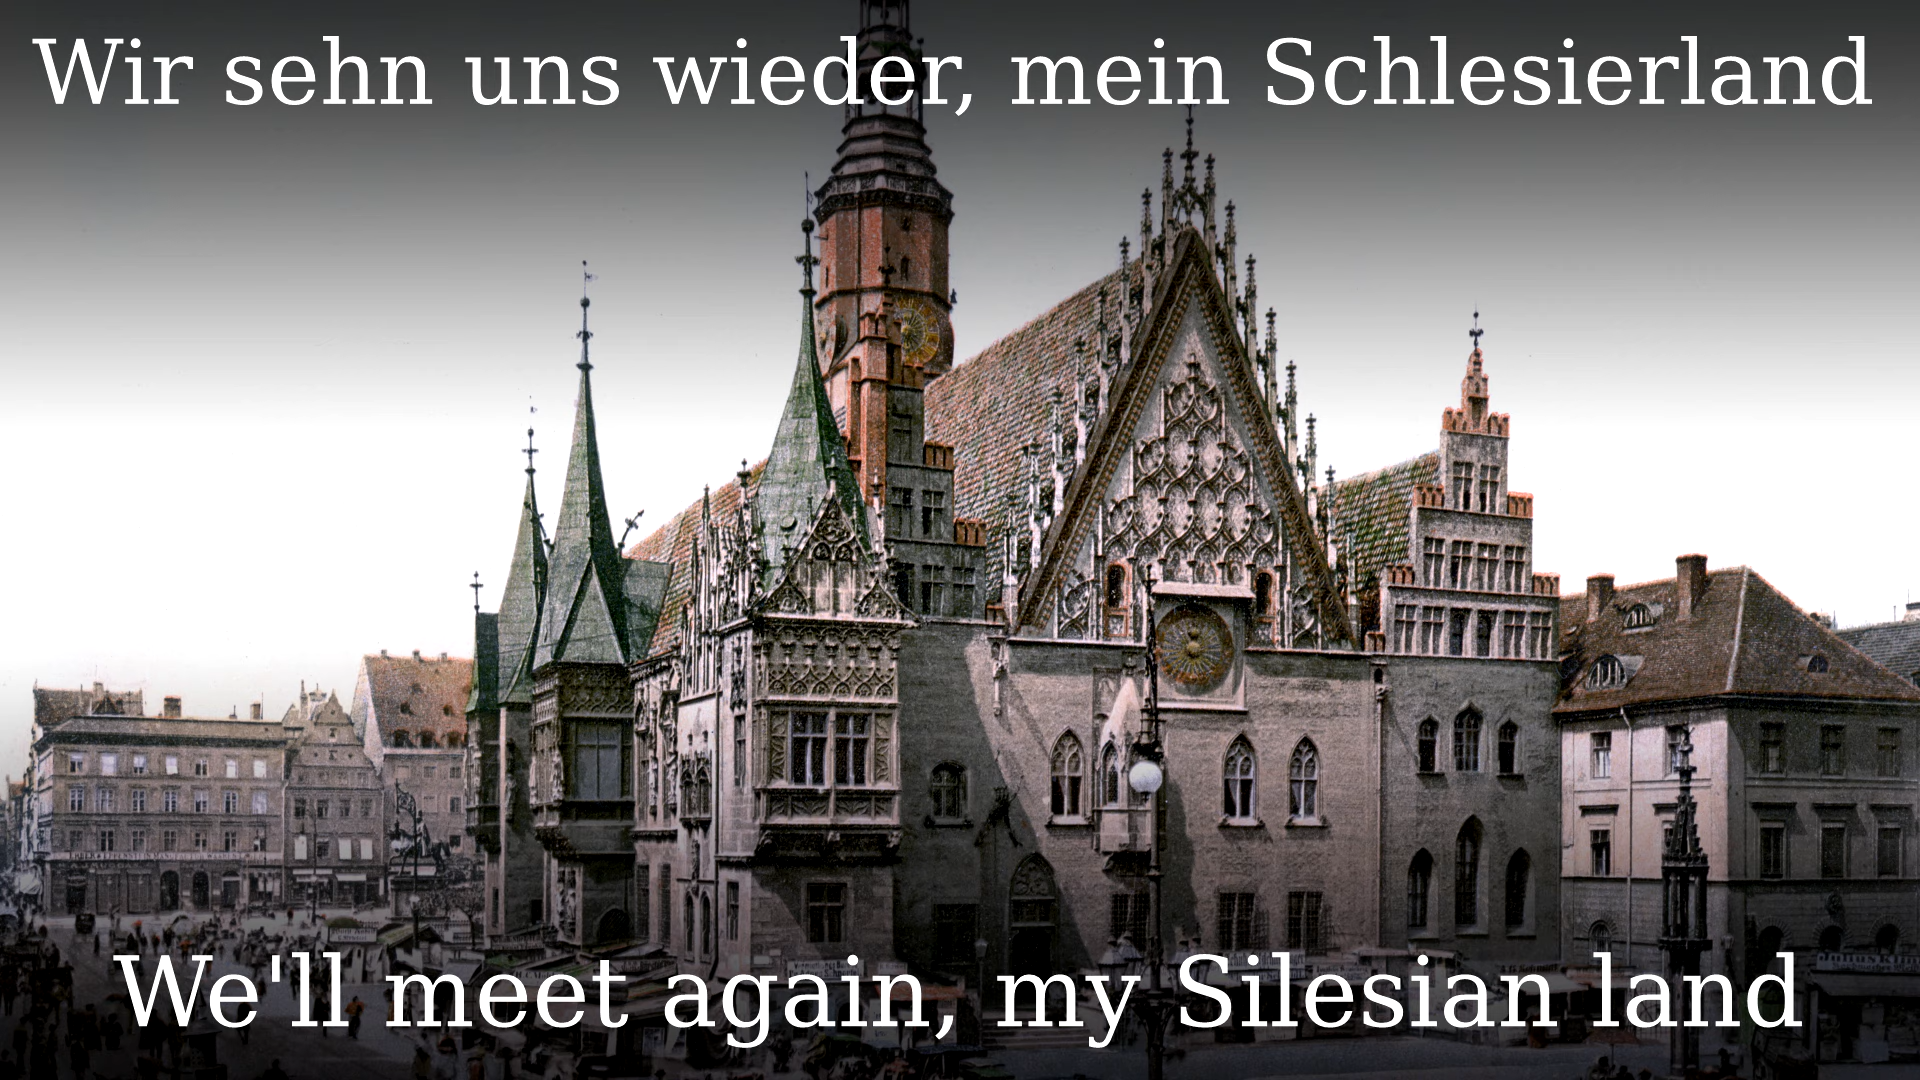 Wir sehn uns wieder, mein Schlesierland
We'll meet again, my Silesian land